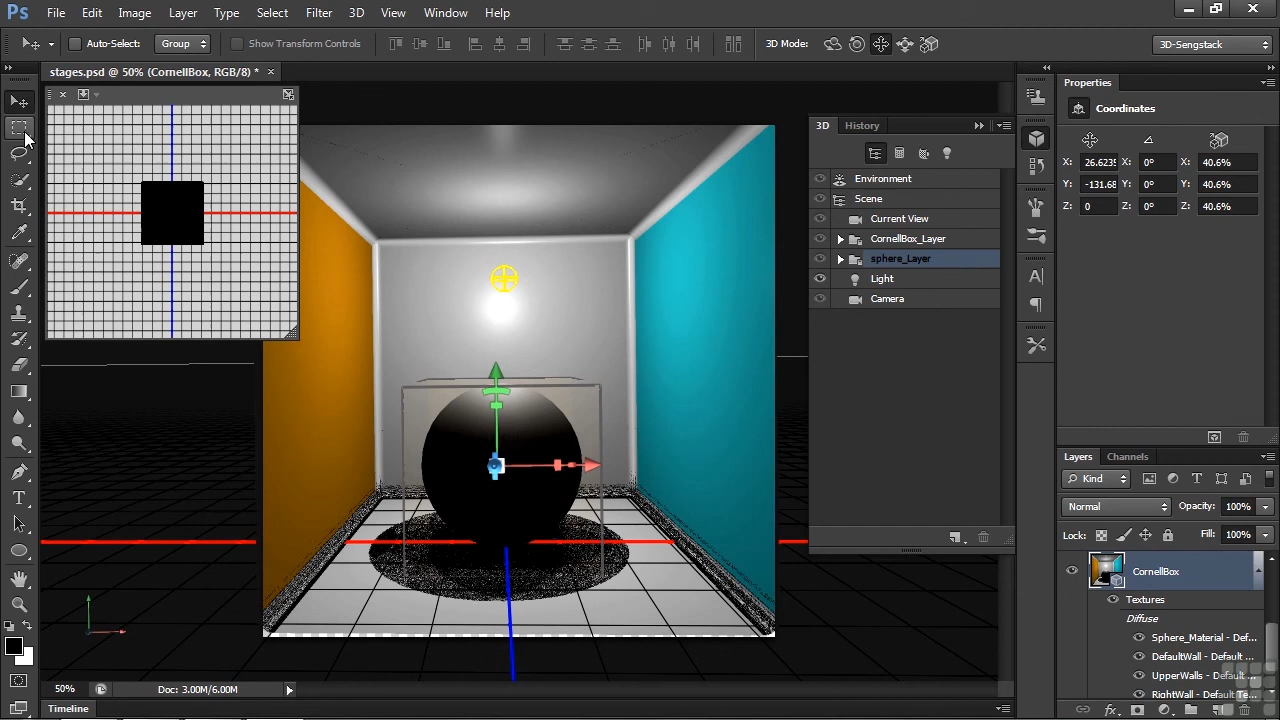 Ps File Edit Image Layer Type Select Filter 3D View Window Help
Auto-Select: Group Show Transform Controls 3D Mode: 3D-Sengstack
stages.psd @ 50% (CornellBox, RGB/8) * ×
Properties
Coordinates
X: 26.623 X: 0° X: 40.6%
Y: -131.68 Y: 0° Y: 40.6%
Z: 0 Z: 0° Z: 40.6%
3D History
Environment
Scene
Current View
CornellBox_Layer
sphere_Layer
Light
Camera
Layers Channels
Kind
Normal Opacity: 100%
Lock: Fill: 100%
CornellBox
Textures
Diffuse
Sphere_Material - Def...
DefaultWall - Default ...
UpperWalls - Default ...
RightWall - Default Te...
50% Doc: 3.00M/6.00M
Timeline